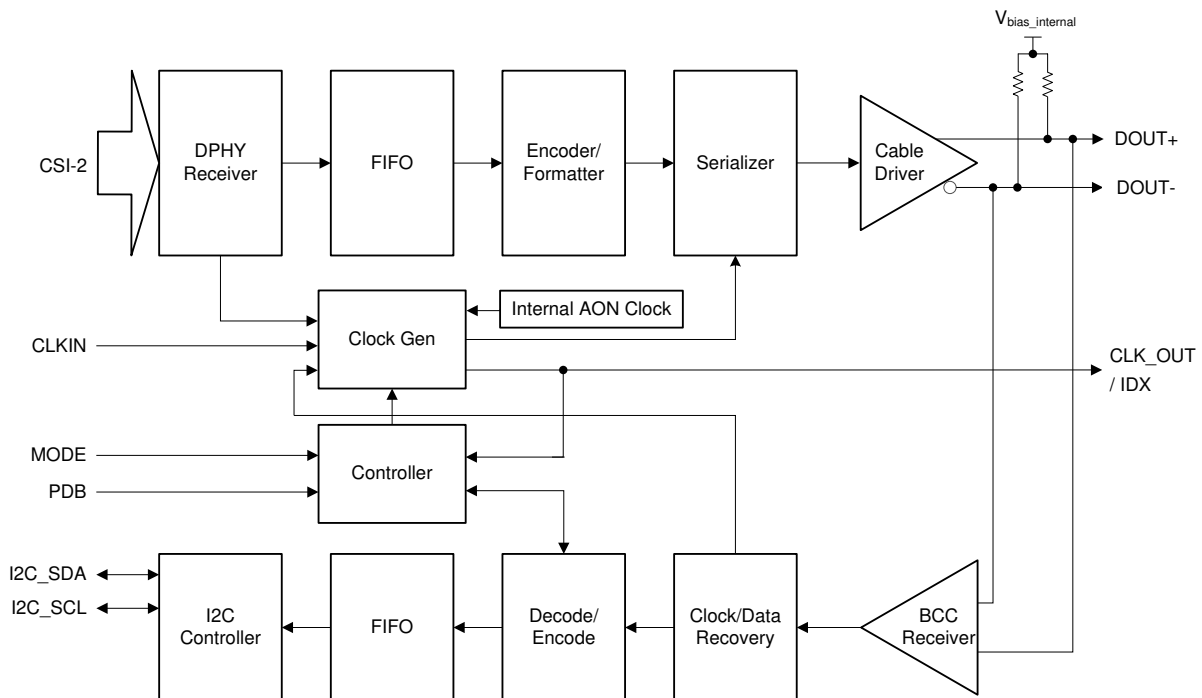 Vbias_internal
CSI-2
DPHY
Receiver
FIFO
Encoder/
Formatter
Serializer
Cable
Driver
DOUT+
DOUT-
Internal AON Clock
Clock Gen
CLKIN
CLK_OUT
/ IDX
MODE
PDB
Controller
I2C_SDA
I2C_SCL
I2C
Controller
FIFO
Decode/
Encode
Clock/Data
Recovery
BCC
Receiver